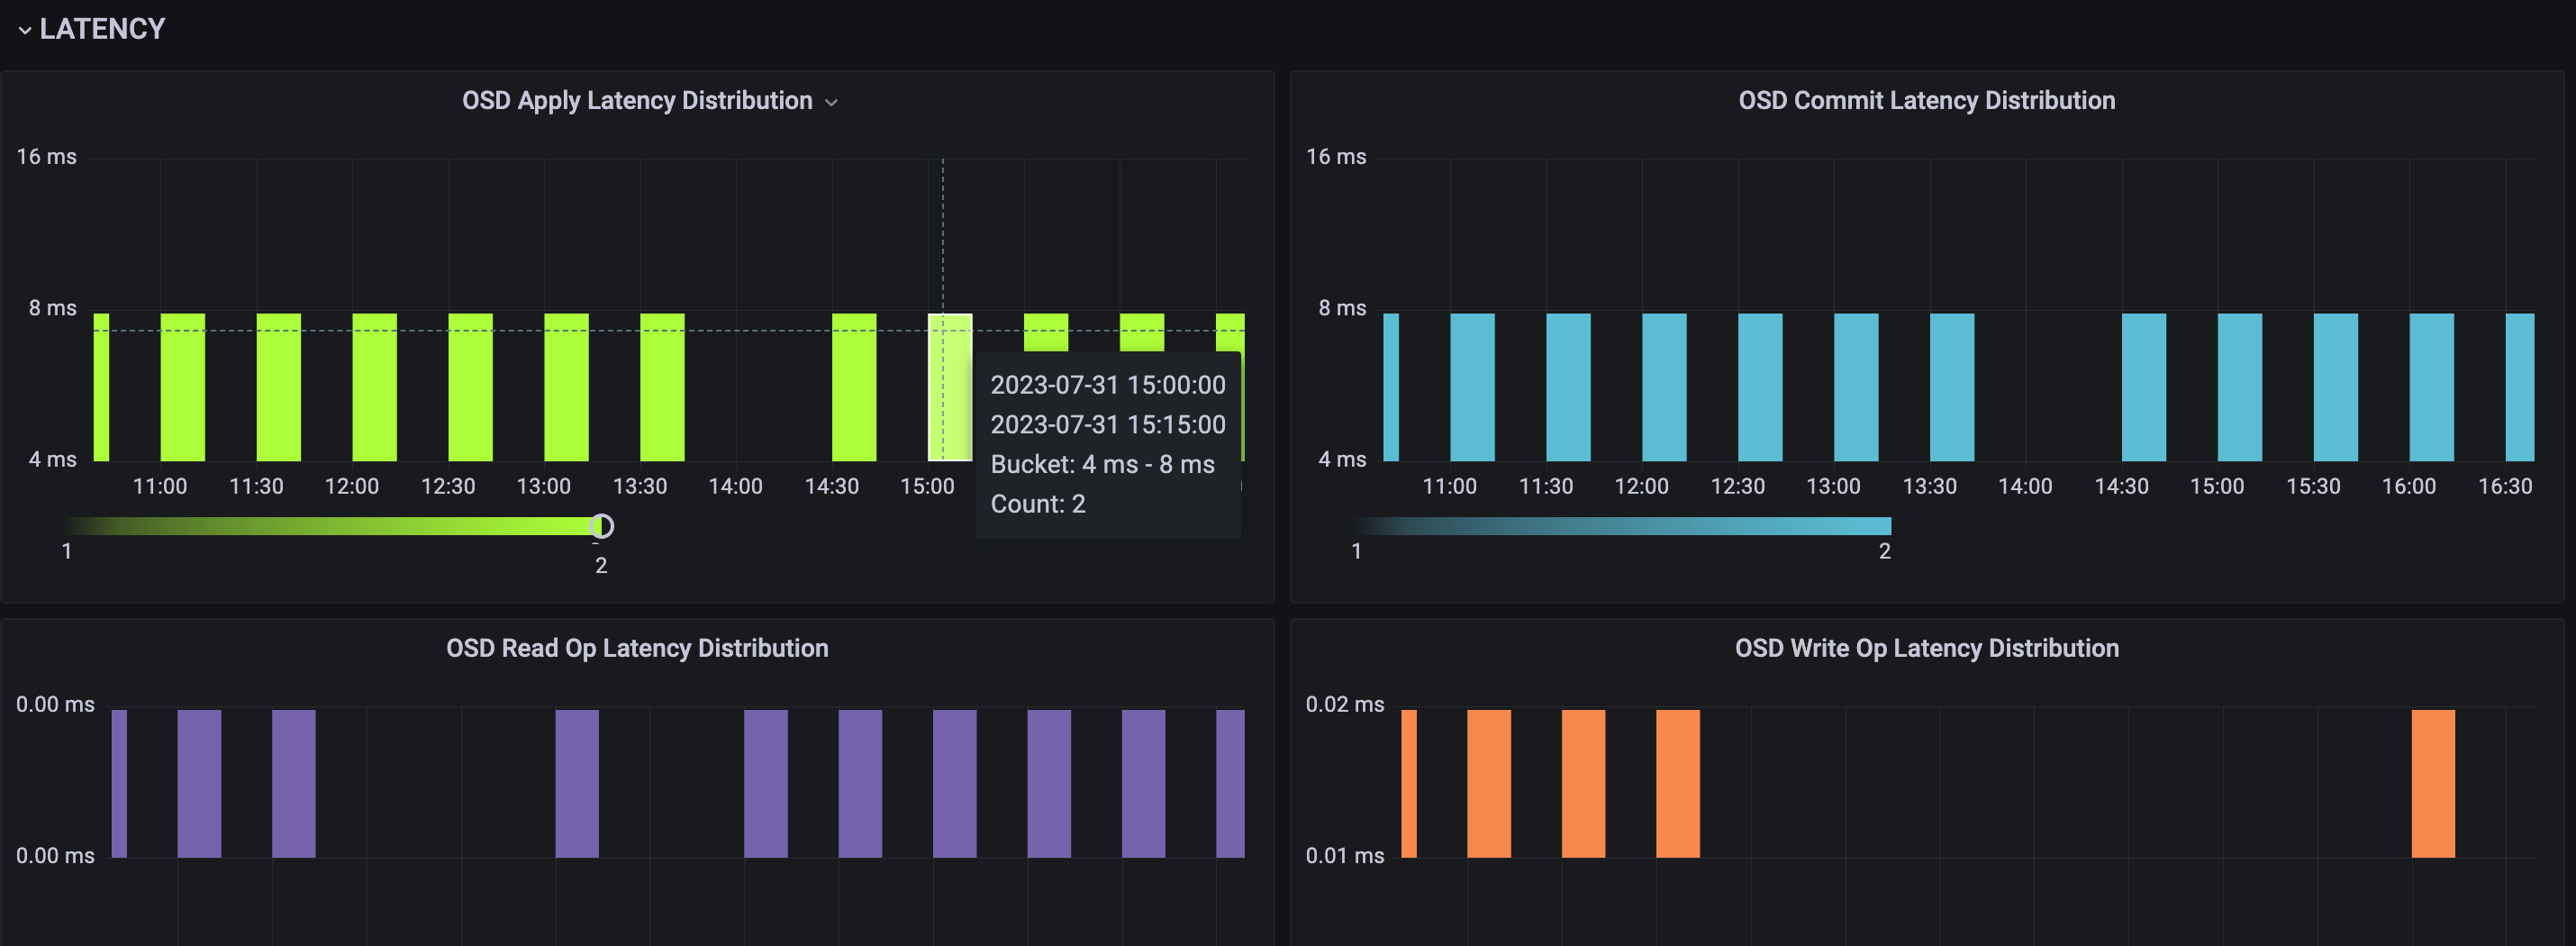 LATENCY
OSD Apply Latency Distribution
16 ms
8 ms
4 ms
11:00 11:30 12:00 12:30 13:00 13:30 14:00 14:30 15:00
2023-07-31 15:00:00
2023-07-31 15:15:00
Bucket: 4 ms - 8 ms
Count: 2
1
2
OSD Commit Latency Distribution
16 ms
8 ms
4 ms
11:00 11:30 12:00 12:30 13:00 13:30 14:00 14:30 15:00 15:30 16:00 16:30
1 2
OSD Read Op Latency Distribution
0.00 ms
0.00 ms
OSD Write Op Latency Distribution
0.02 ms
0.01 ms